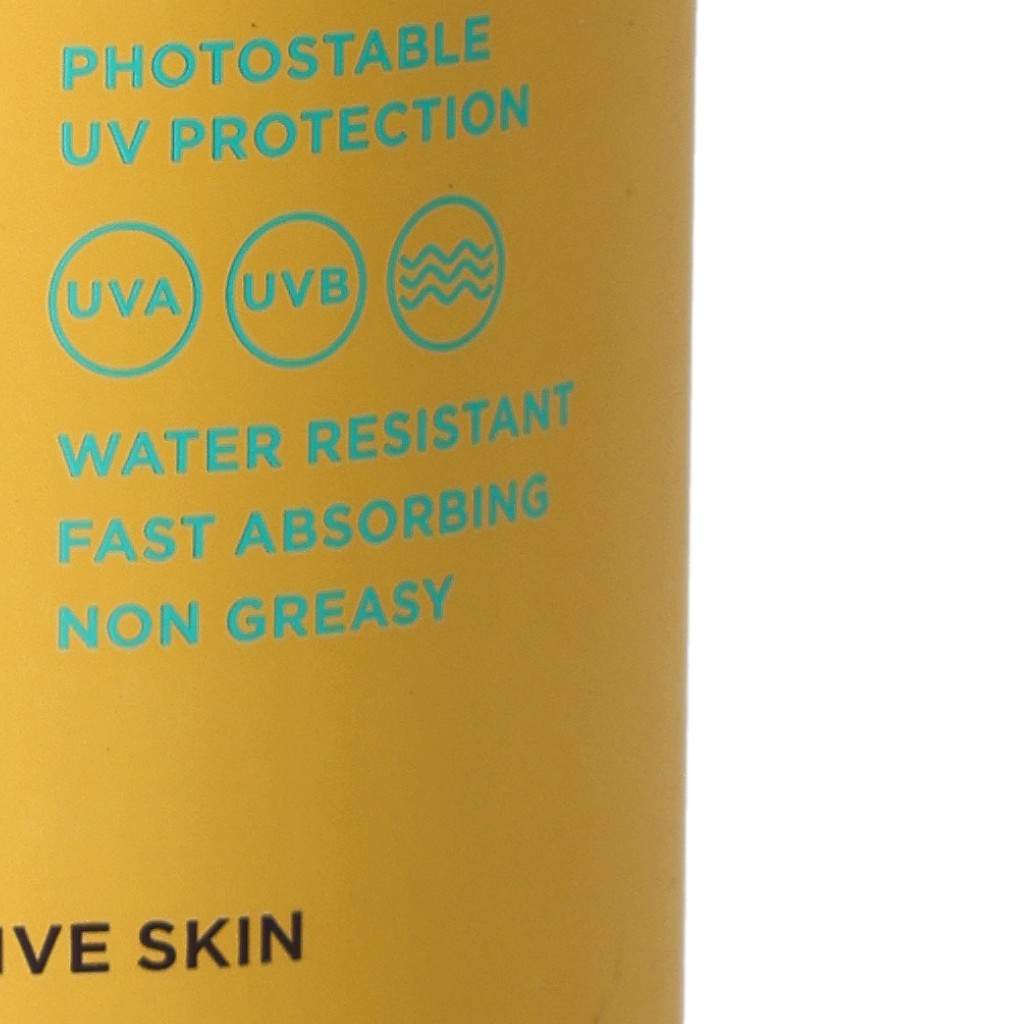 PHOTOSTABLE
UV PROTECTION
UVA UVB
WATER RESISTANT
FAST ABSORBING
NON GREASY
IVE SKIN